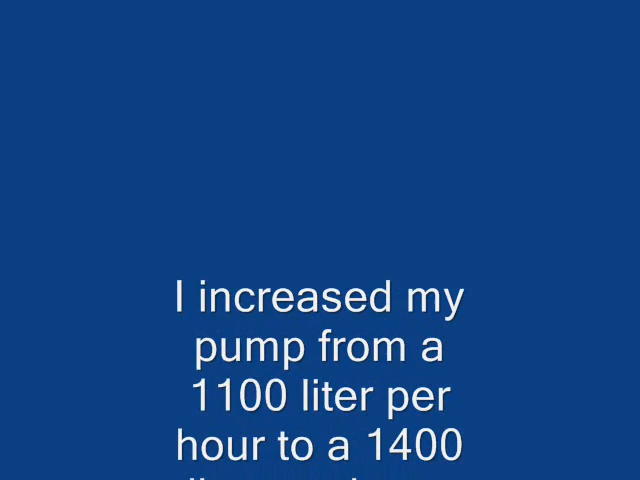 I increased my
pump from a
1100 liter per
hour to a 1400